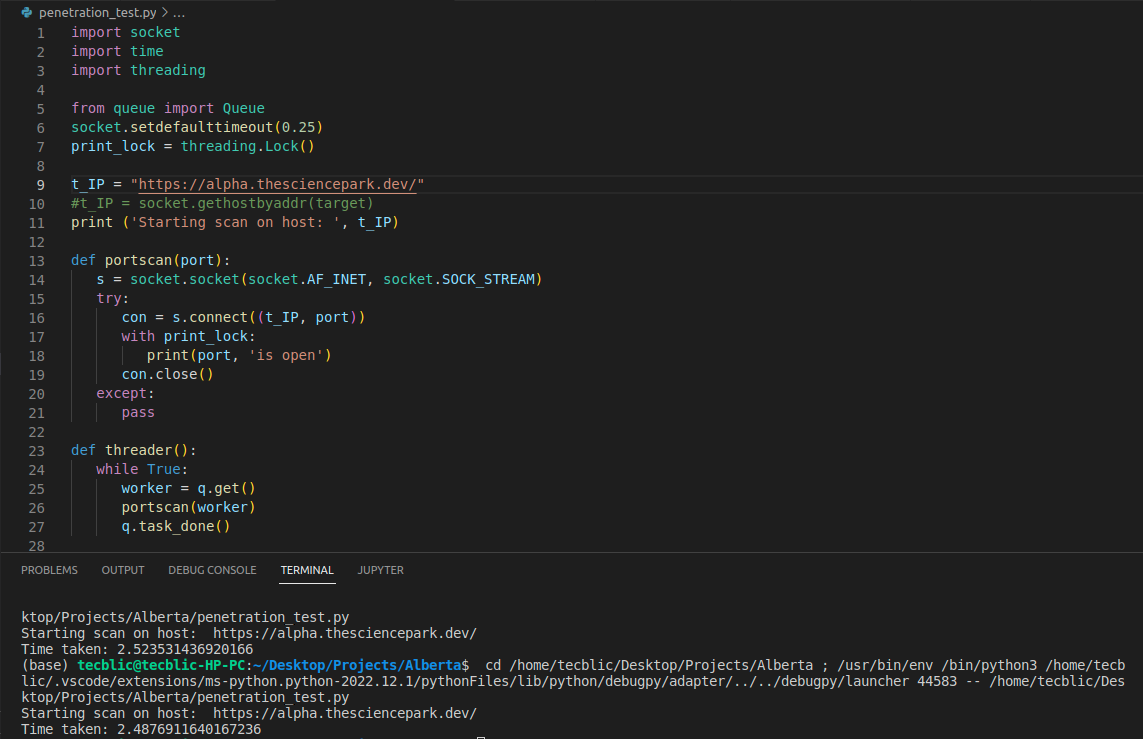 penetration_test.py > ...
1 import socket
2 import time
3 import threading
4
5 from queue import Queue
6 socket.setdefaulttimeout(0.25)
7 print_lock = threading.Lock()
8
9 t_IP = "https://alpha.thesciencepark.dev/"
10 #t_IP = socket.gethostbyaddr(target)
11 print ('Starting scan on host: ', t_IP)
12
13 def portscan(port):
14 s = socket.socket(socket.AF_INET, socket.SOCK_STREAM)
15 try:
16 con = s.connect((t_IP, port))
17 with print_lock:
18 print(port, 'is open')
19 con.close()
20 except:
21 pass
22
23 def threader():
24 while True:
25 worker = q.get()
26 portscan(worker)
27 q.task_done()
28
PROBLEMS OUTPUT DEBUG CONSOLE TERMINAL JUPYTER
ktop/Projects/Alberta/penetration_test.py
Starting scan on host:  https://alpha.thesciencepark.dev/
Time taken: 2.523531436920166
(base) tecblic@tecblic-HP-PC:~/Desktop/Projects/Alberta$  cd /home/tecblic/Desktop/Projects/Alberta ; /usr/bin/env /bin/python3 /home/tecb
lic/.vscode/extensions/ms-python.python-2022.12.1/pythonFiles/lib/python/debugpy/adapter/../../debugpy/launcher 44583 -- /home/tecblic/Des
ktop/Projects/Alberta/penetration_test.py
Starting scan on host:  https://alpha.thesciencepark.dev/
Time taken: 2.4876911640167236